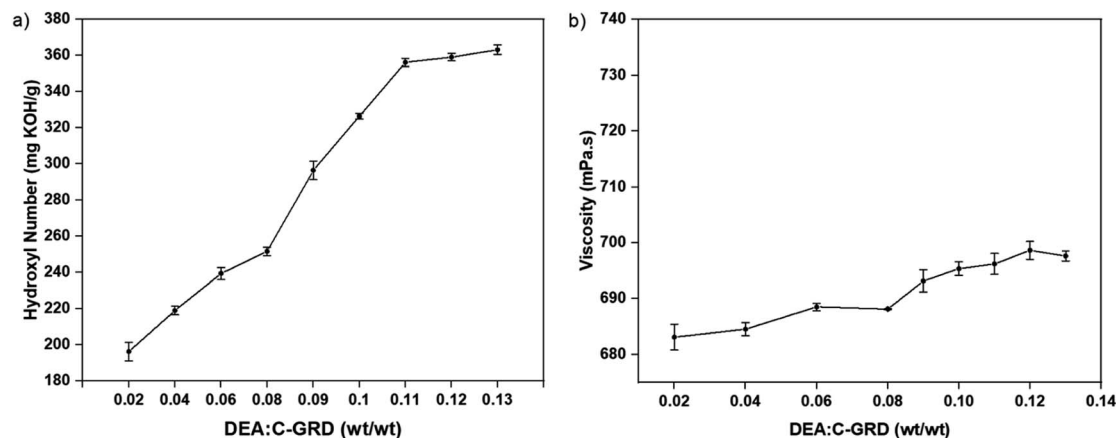 a)
Hydroxyl Number (mg KOH/g)
380
360
340
320
300
280
260
240
220
200
180
0.02 0.04 0.06 0.08 0.09 0.1 0.11 0.12 0.13
DEA:C-GRD (wt/wt)
b)
Viscosity (mPa.s)
740
730
720
710
700
690
680
0.02 0.04 0.06 0.08 0.10 0.12 0.14
DEA:C-GRD (wt/wt)